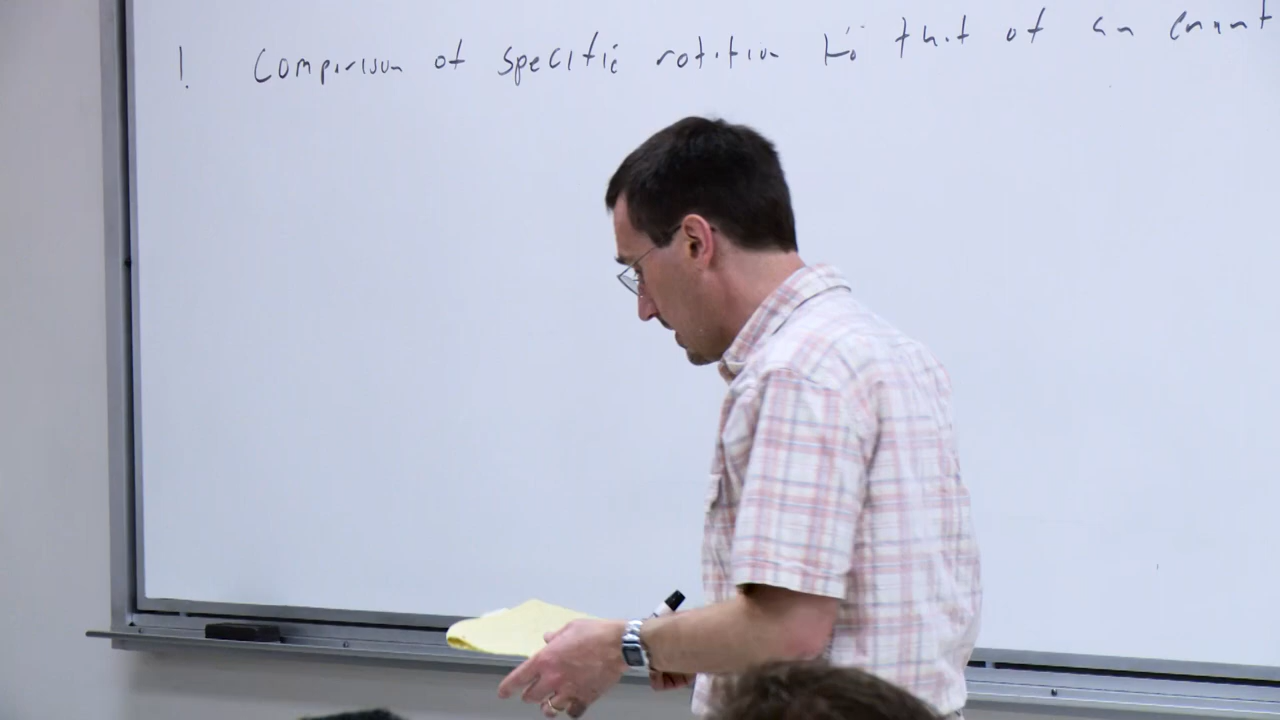 1. Comparison of specific rotation to that of an enant